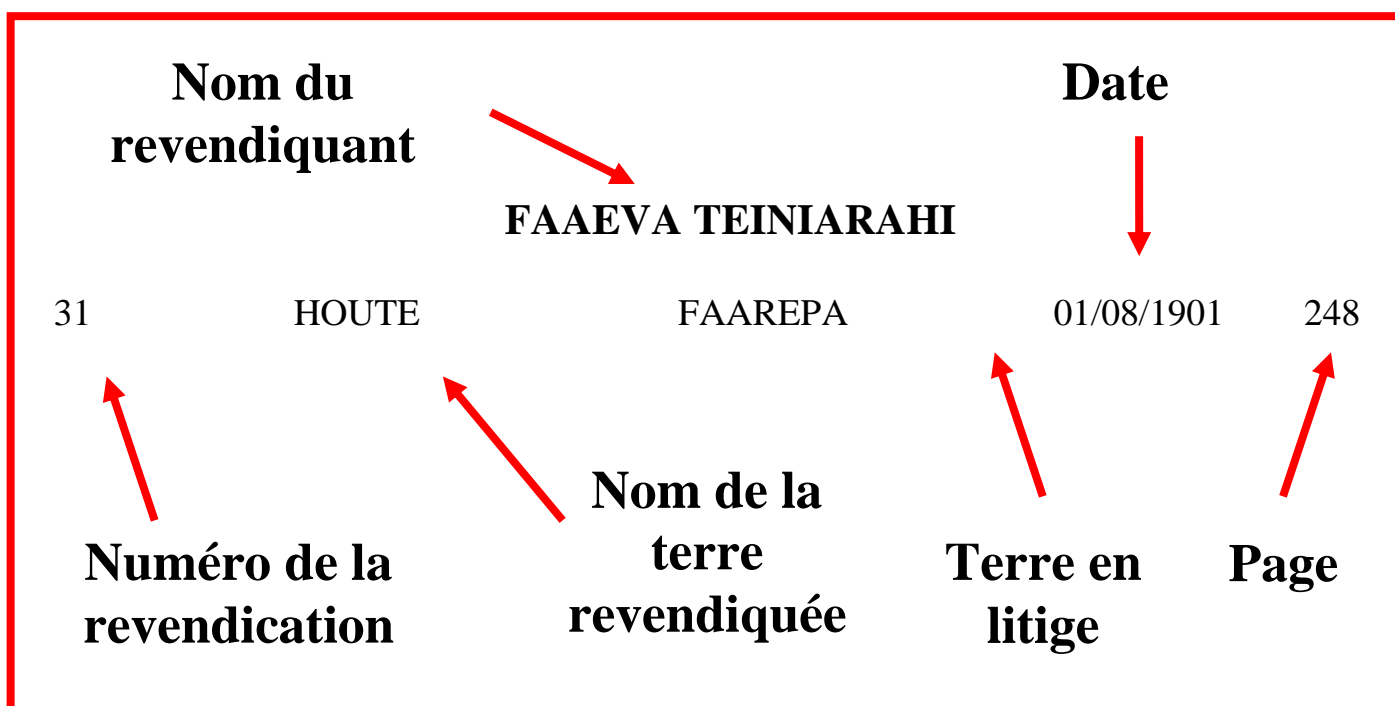 Nom du
revendiquant
Date
FAAEVA TEINIARAHI
31 HOUTE FAAREPA 01/08/1901 248
Numéro de la
revendication
Nom de la
terre
revendiquée
Terre en
litige
Page